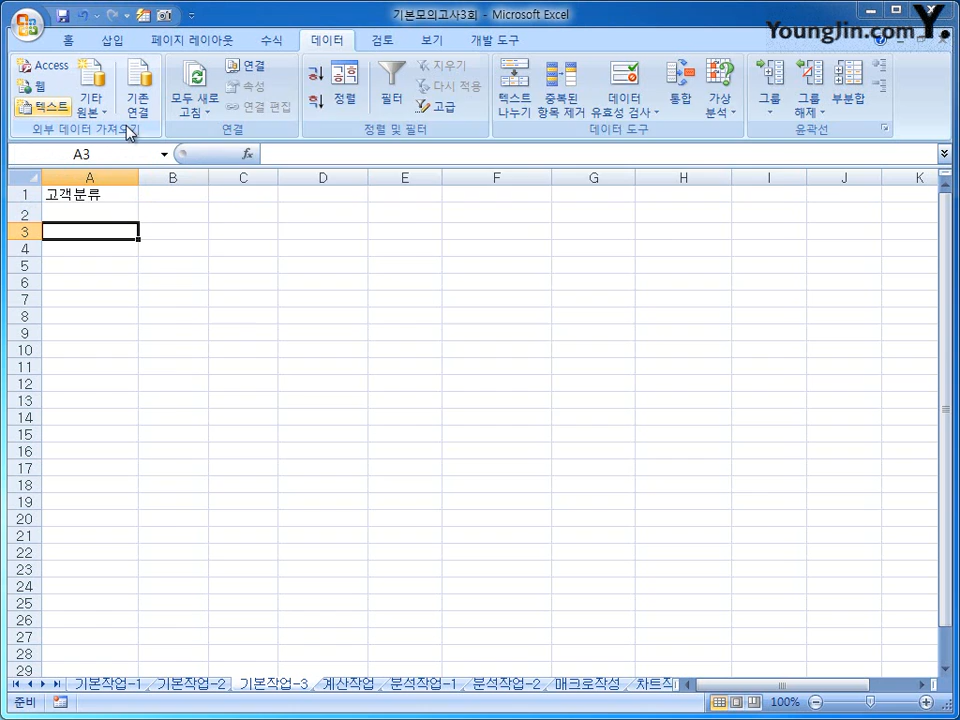 기본모의고사3회 - Microsoft Excel
YoungJin.com Y.
홈 삽입 페이지 레이아웃 수식 데이터 검토 보기 개발 도구
Access
웹
텍스트
기타 원본
기존 연결
외부 데이터 가져오기
모두 새로 고침
연결
속성
연결 편집
연결
정렬
필터
지우기
다시 적용
고급
정렬 및 필터
텍스트 나누기
중복된 항목 제거
데이터 유효성 검사
통합
가상 분석
데이터 도구
그룹
그룹 해제
부분합
윤곽선
A3 fx
A B C D E F G H I J K
1 고객분류
2
3
4
5
6
7
8
9
10
11
12
13
14
15
16
17
18
19
20
21
22
23
24
25
26
27
28
29
기본작업-1 기본작업-2 기본작업-3 계산작업 분석작업-1 분석작업-2 매크로작성 차트작
준비 100%